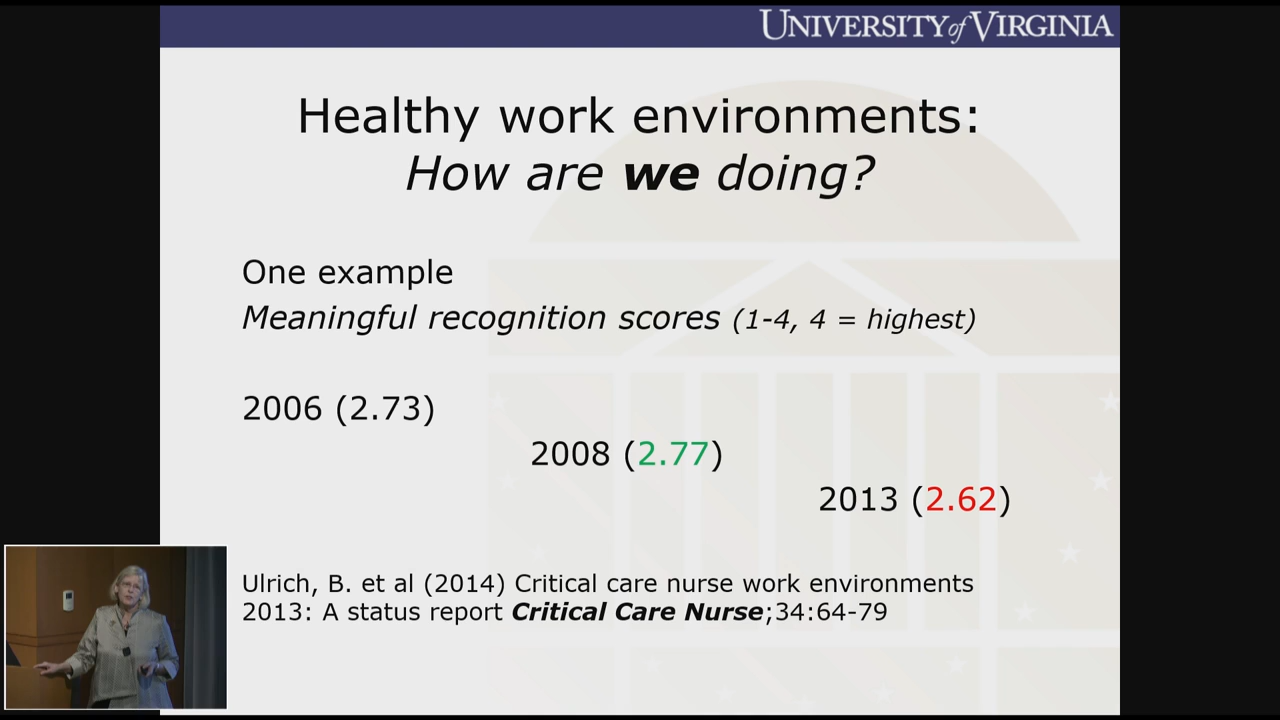 UNIVERSITY of VIRGINIA
Healthy work environments:
How are we doing?
One example
Meaningful recognition scores (1-4, 4 = highest)
2006 (2.73)
2008 (2.77)
2013 (2.62)
Ulrich, B. et al (2014) Critical care nurse work environments
2013: A status report Critical Care Nurse;34:64-79